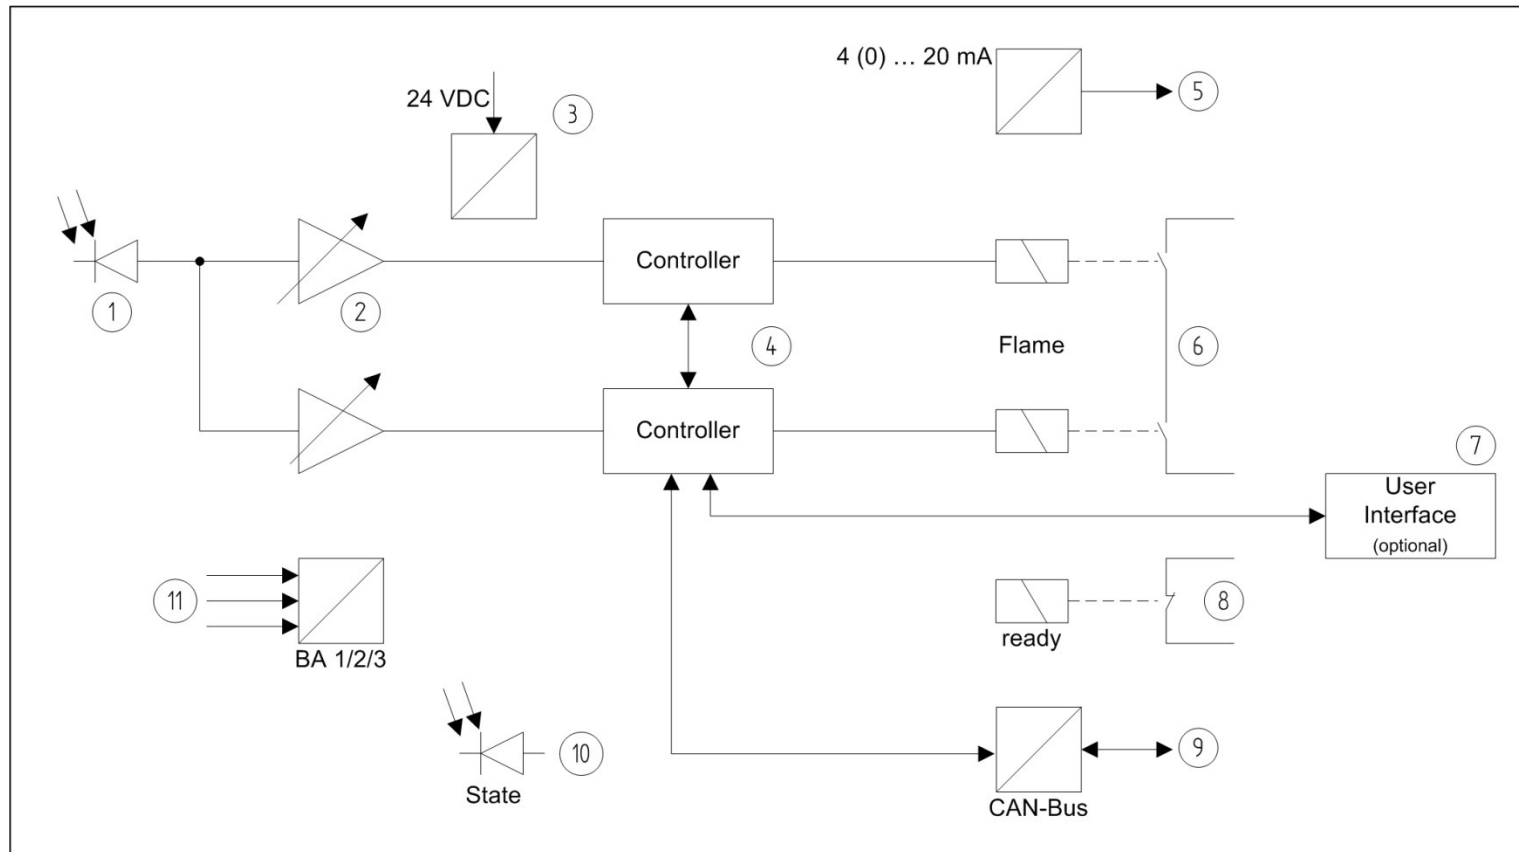 4 (0) … 20 mA
5
24 VDC
3
Controller
1
2
4
Flame
6
Controller
7
User
Interface
(optional)
11
8
BA 1/2/3
ready
10
9
State
CAN-Bus